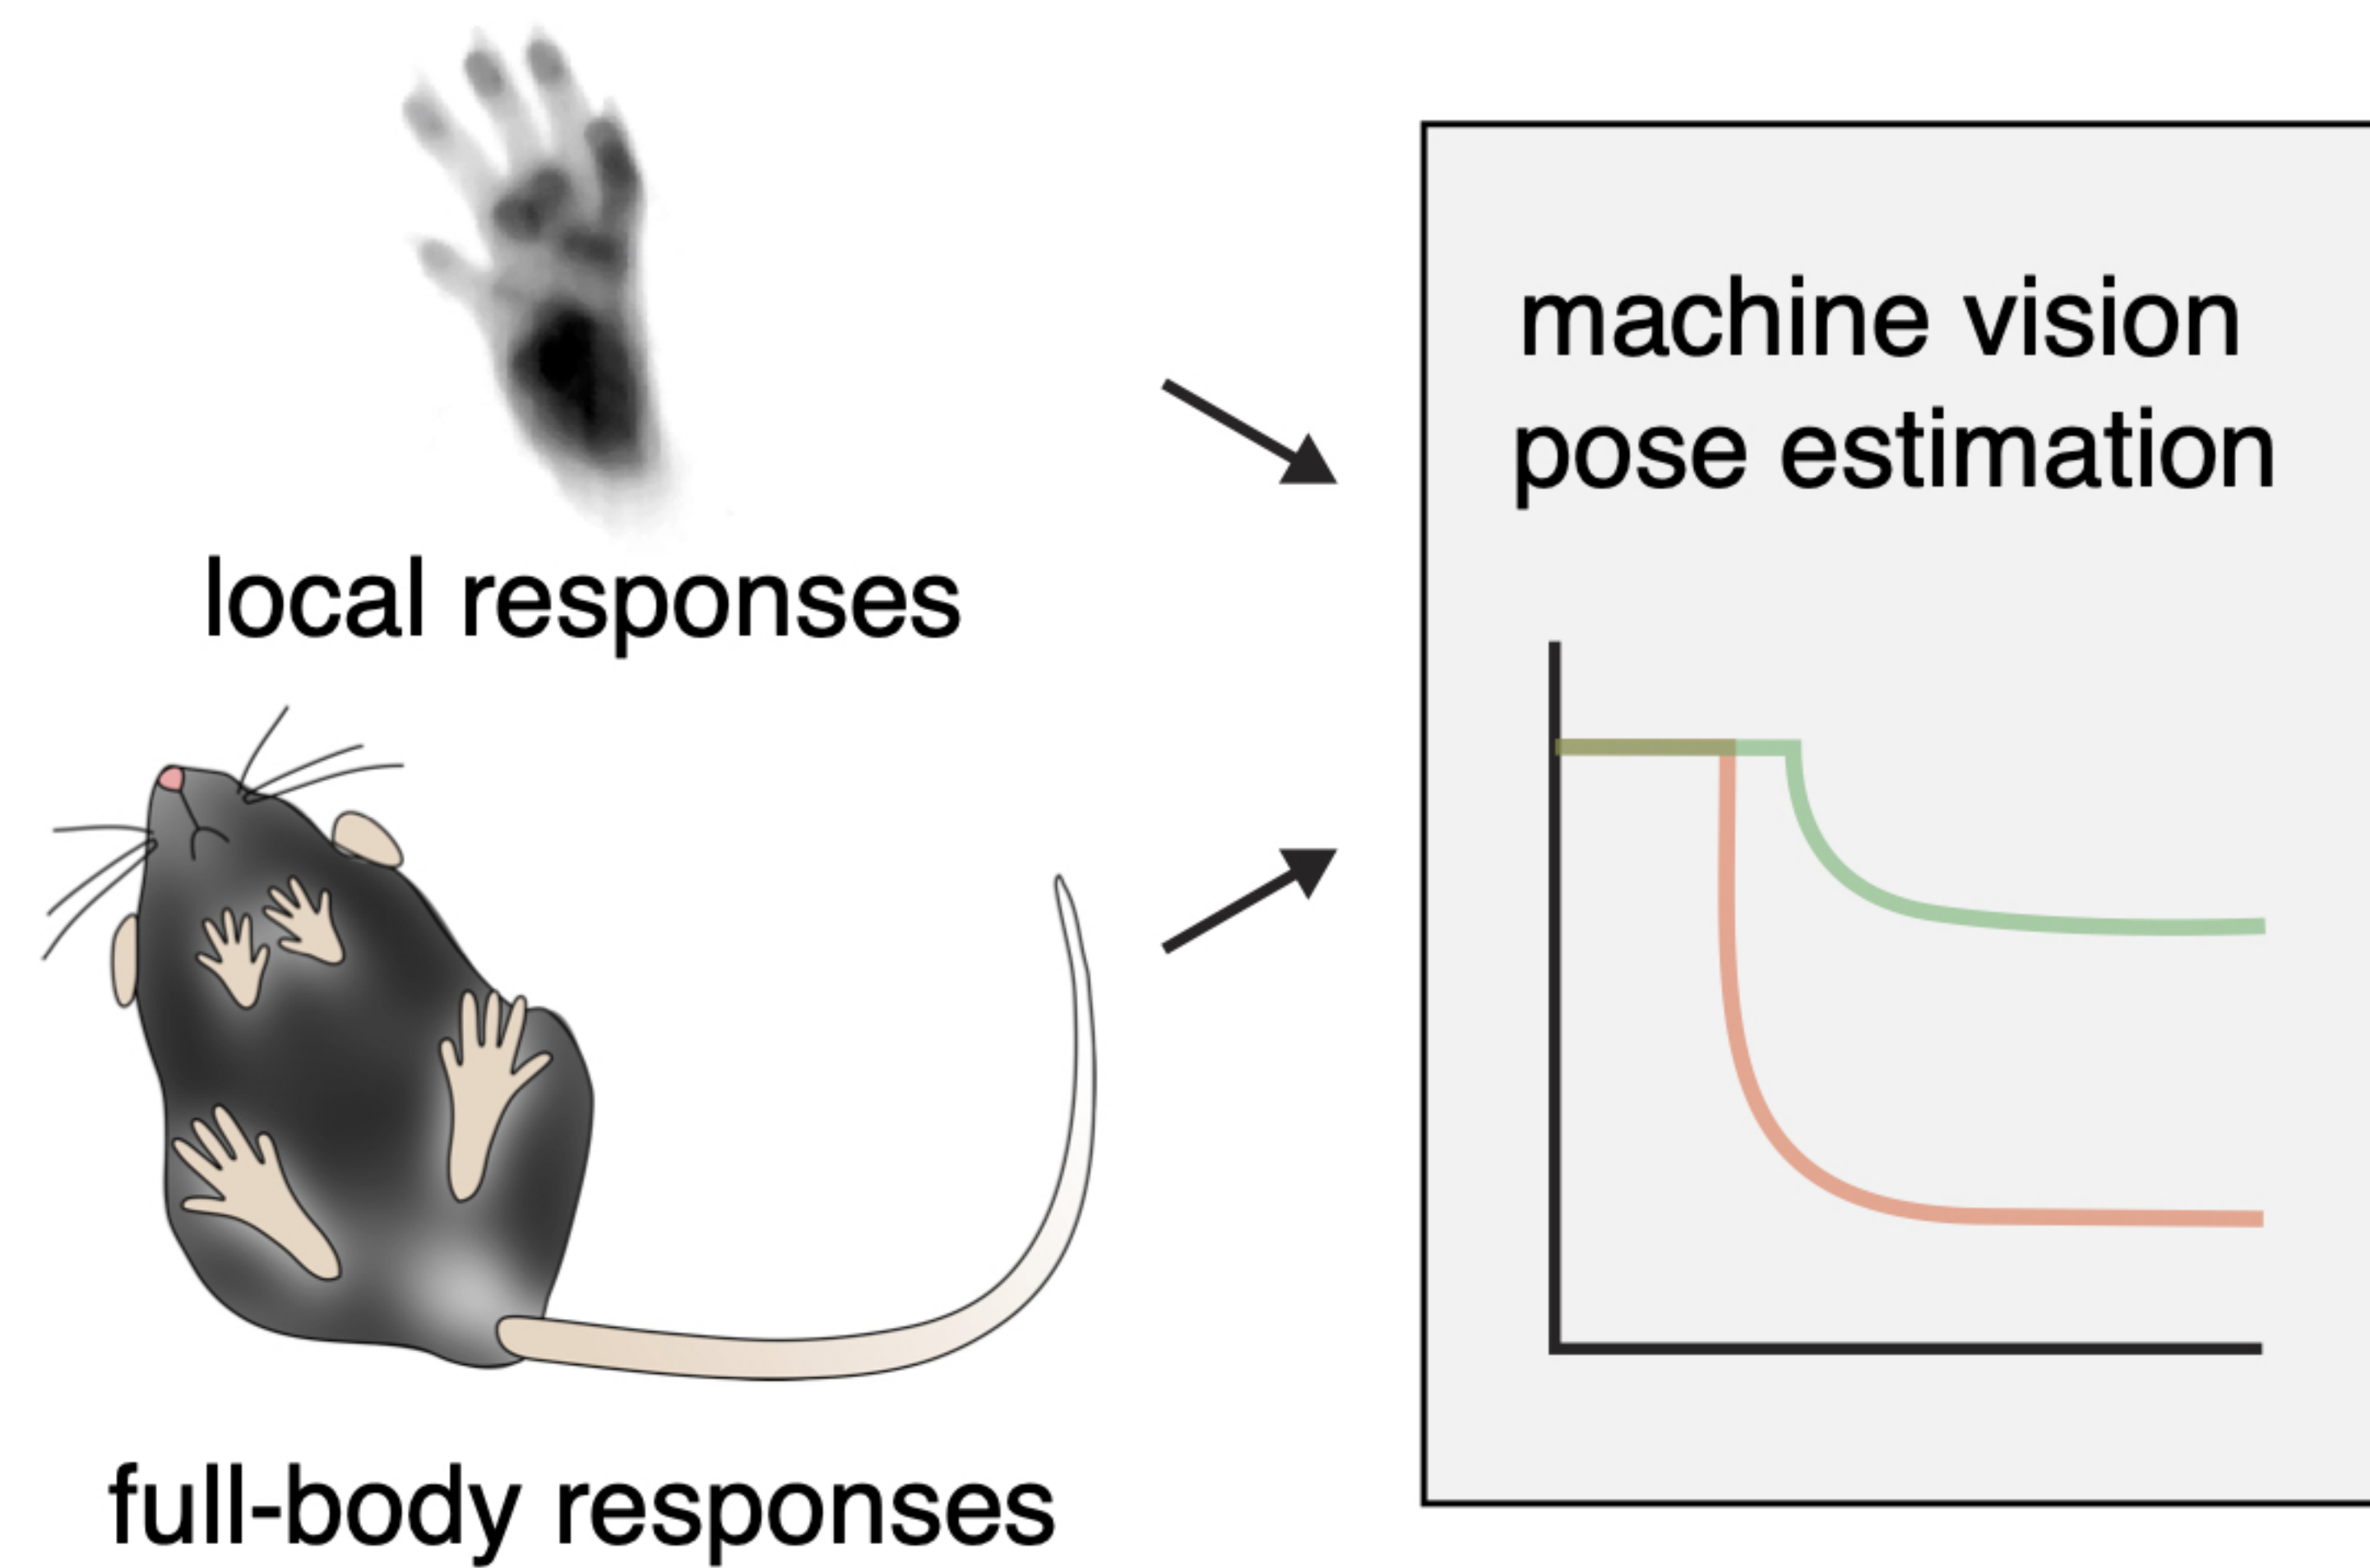 local responses
full-body responses
machine vision
pose estimation